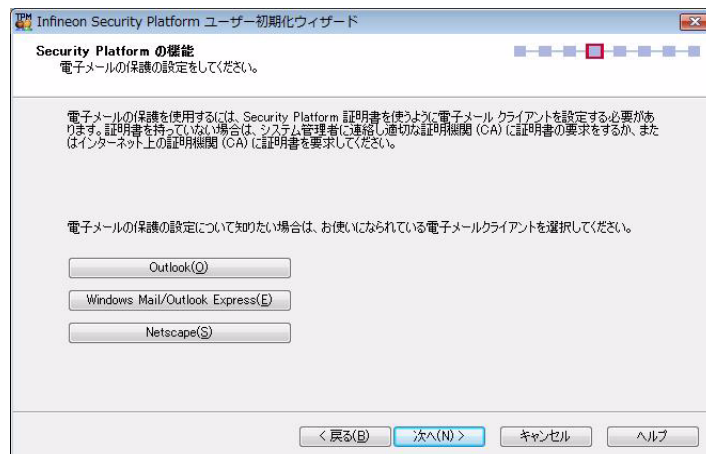 TPM
Infineon Security Platform ユーザー初期化ウィザード
Security Platform の機能
電子メールの保護の設定をしてください。
電子メールの保護を使用するには、Security Platform 証明書を使うように電子メール クライアントを設定する必要があ
ります。証明書を持っていない場合は、システム管理者に連絡し適切な証明機関 (CA) に証明書の要求をするか、また
はインターネット上の証明機関 (CA) に証明書を要求してください。
電子メールの保護の設定について知りたい場合は、お使いになられている電子メールクライアントを選択してください。
Outlook(O)
Windows Mail/Outlook Express(E)
Netscape(S)
< 戻る(B)
次へ(N) >
キャンセル
ヘルプ